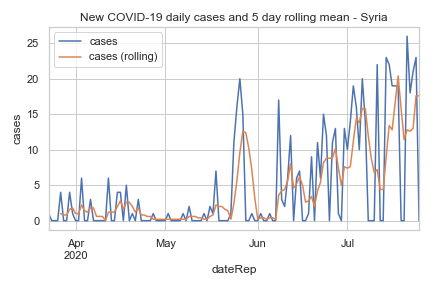 New COVID-19 daily cases and 5 day rolling mean - Syria
cases
cases (rolling)
25
20
15
10
5
0
cases
Apr
2020
May
Jun
Jul
dateRep